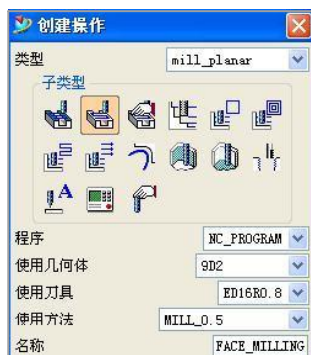 创建操作
类型 mill_planar
子类型
A
程序 NC_PROGRAM
使用几何体 9D2
使用刀具 ED16R0.8
使用方法 MILL_0.5
名称 FACE_MILLING